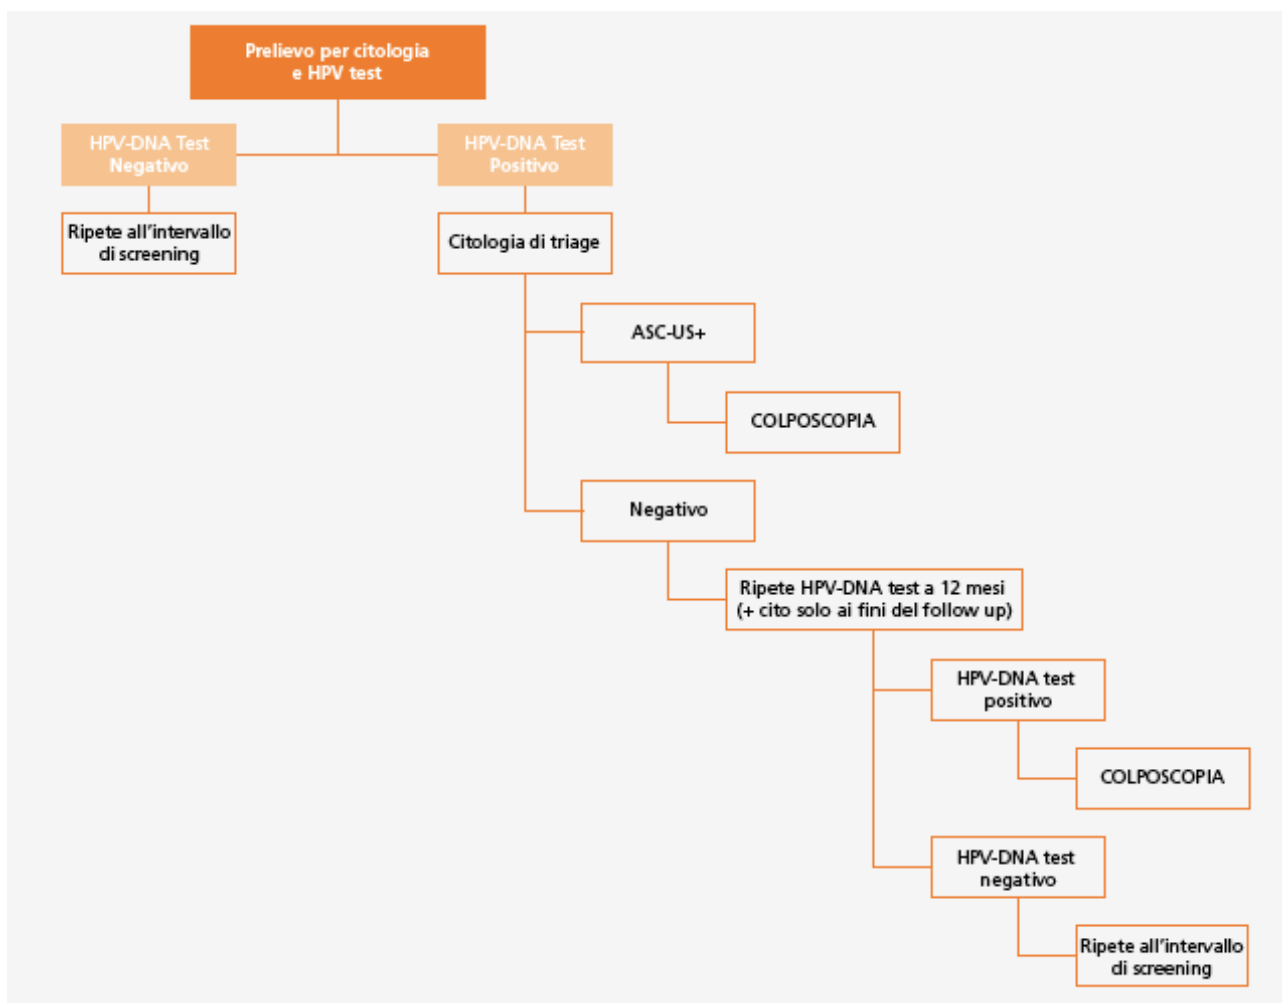 Prelievo per citologia
e HPV test
HPV-DNA Test
Negativo
HPV-DNA Test
Positivo
Ripete all'intervallo
di screening
Citologia di triage
ASC-US+
COLPOSCOPIA
Negativo
Ripete HPV-DNA test a 12 mesi
(+ cito solo ai fini del follow up)
HPV-DNA test
positivo
COLPOSCOPIA
HPV-DNA test
negativo
Ripete all'intervallo
di screening